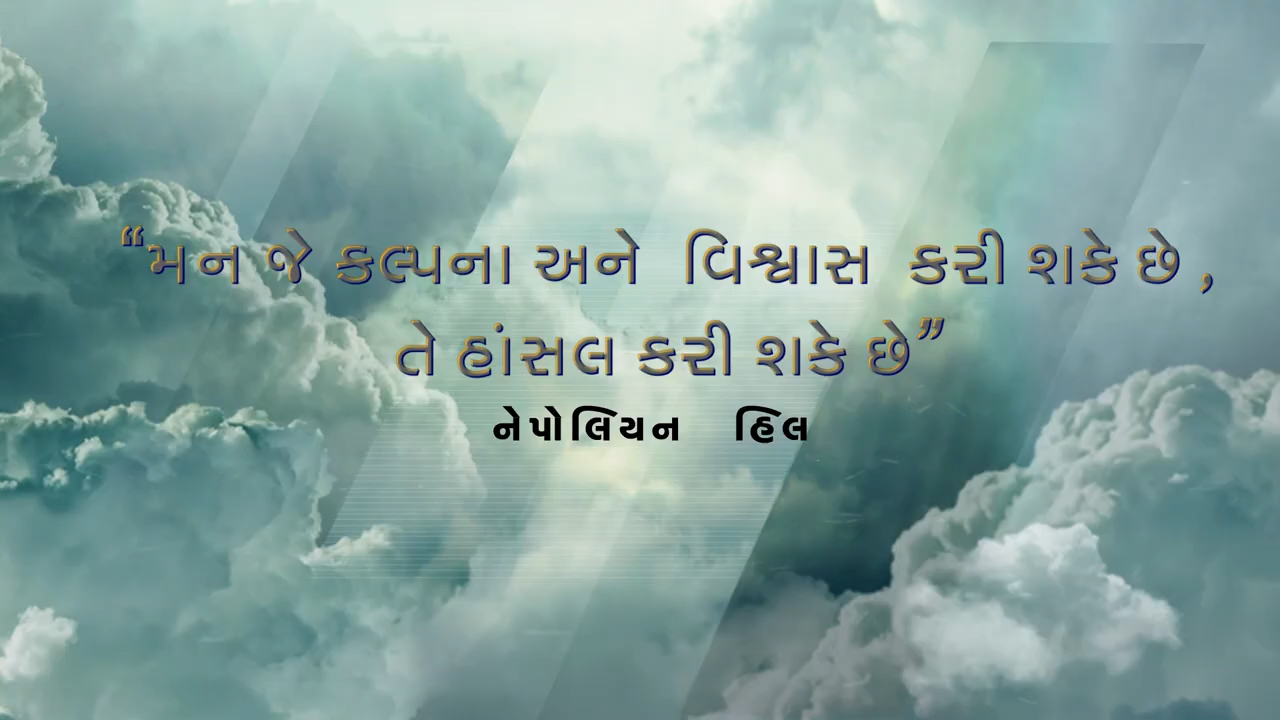 “મન જે કલ્પના અને વિશ્વાસ કરી શકે છે ,
તે હાંસલ કરી શકે છે”
નેપોલિયન હિલ